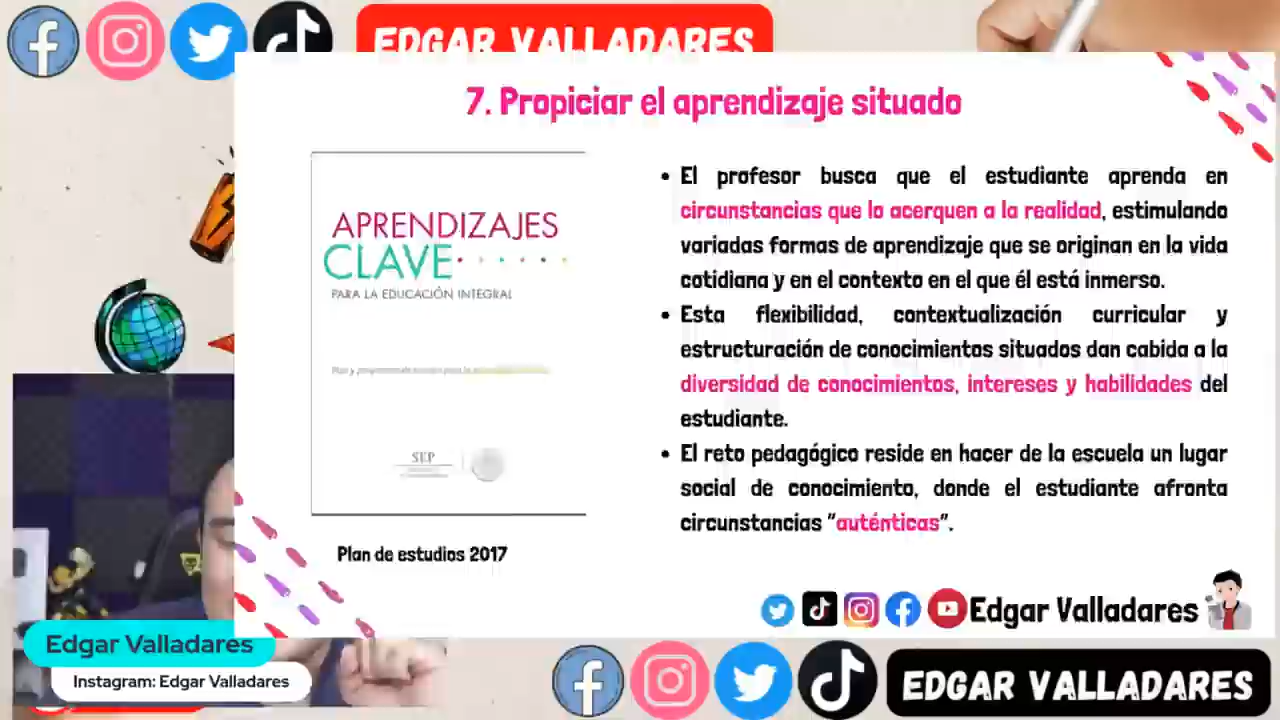 EDGAR VALLADARES
7. Propiciar el aprendizaje situado
APRENDIZAJES
CLAVE
PARA LA EDUCACIÓN INTEGRAL
SEP
Plan de estudios 2017
• El profesor busca que el estudiante aprenda en
circunstancias que lo acerquen a la realidad, estimulando
variadas formas de aprendizaje que se originan en la vida
cotidiana y en el contexto en el que él está inmerso.
• Esta flexibilidad, contextualización curricular y
estructuración de conocimientos situados dan cabida a la
diversidad de conocimientos, intereses y habilidades del
estudiante.
• El reto pedagógico reside en hacer de la escuela un lugar
social de conocimiento, donde el estudiante afronta
circunstancias "auténticas".
Edgar Valladares
Edgar Valladares
Instagram: Edgar Valladares
EDGAR VALLADARES